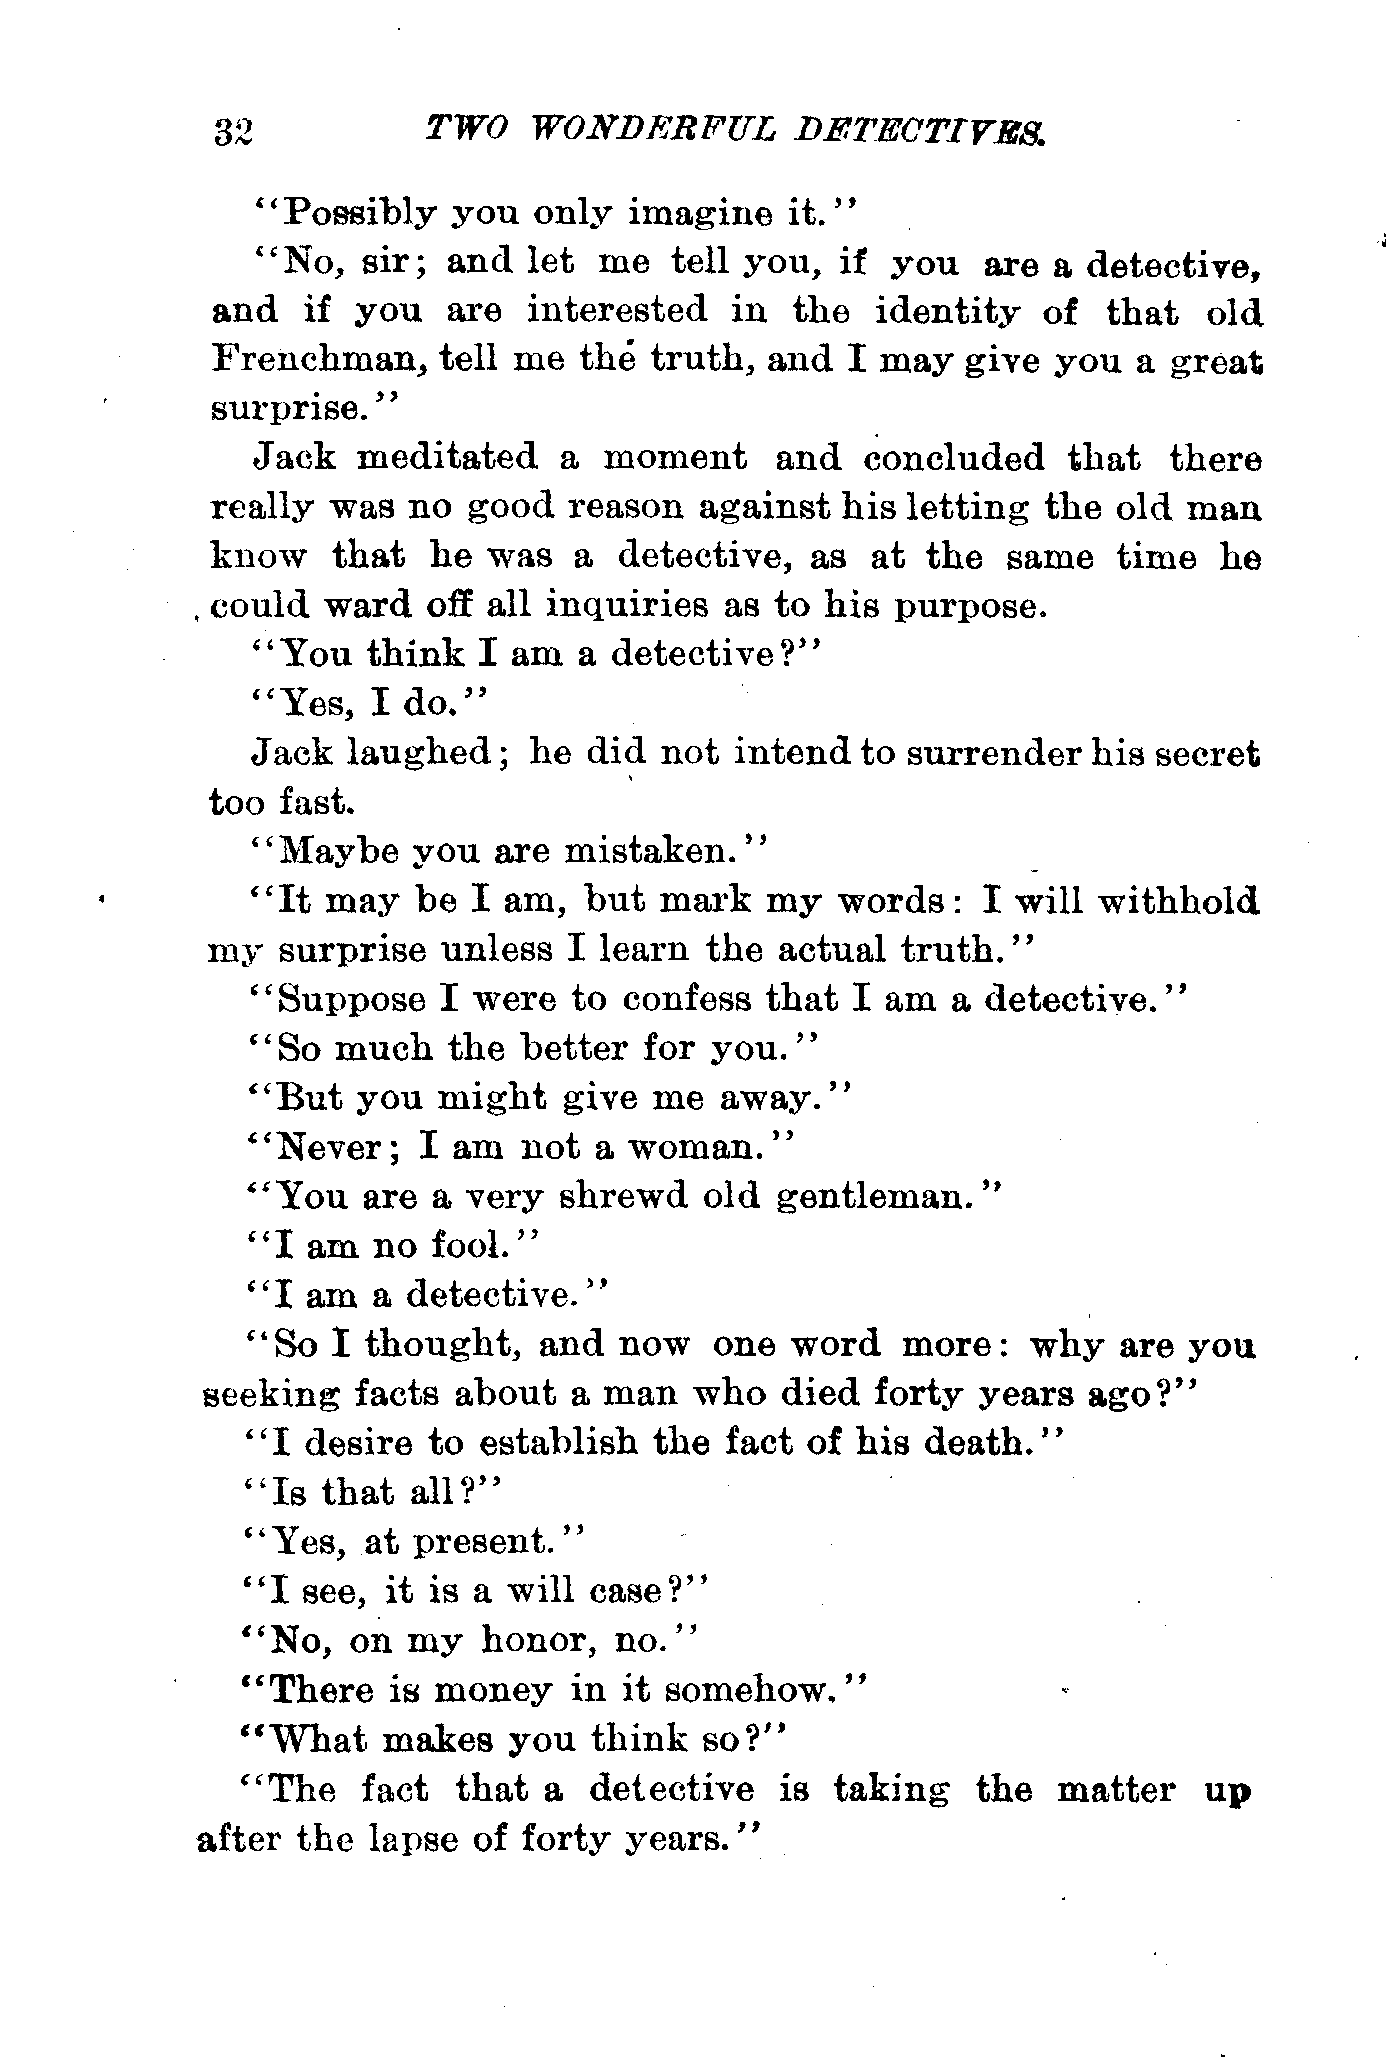 32 TWO WONDERFUL DETECTIVES.
"Possibly you only imagine it."
"No, sir; and let me tell you, if you are a detective,
and if you are interested in the identity of that old
Frenchman, tell me the truth, and I may give you a great
surprise."
Jack meditated a moment and concluded that there
really was no good reason against his letting the old man
know that he was a detective, as at the same time he
could ward off all inquiries as to his purpose.
"You think I am a detective?"
"Yes, I do."
Jack laughed; he did not intend to surrender his secret
too fast.
"Maybe you are mistaken."
"It may be I am, but mark my words: I will withhold
my surprise unless I learn the actual truth."
"Suppose I were to confess that I am a detective."
"So much the better for you."
"But you might give me away."
"Never; I am not a woman."
"You are a very shrewd old gentleman."
"I am no fool."
"I am a detective."
"So I thought, and now one word more: why are you
seeking facts about a man who died forty years ago?"
"I desire to establish the fact of his death."
"Is that all?"
"Yes, at present."
"I see, it is a will case?"
"No, on my honor, no."
"There is money in it somehow."
"What makes you think so?"
"The fact that a detective is taking the matter up
after the lapse of forty years."